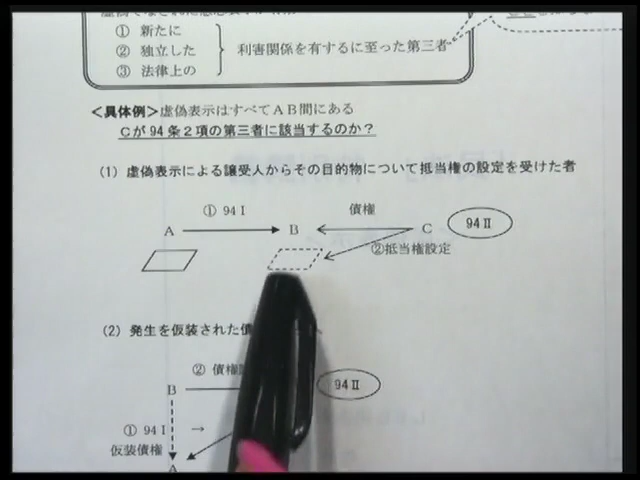 ① 新たに
② 独立した
③ 法律上の
利害関係を有するに至った第三者
＜具体例＞虚偽表示はすべてＡＢ間にある
Ｃが94条２項の第三者に該当するのか？
(1) 虚偽表示による譲受人からその目的物について抵当権の設定を受けた者
① 94Ⅰ
債権
A
B
C
94Ⅱ
②抵当権設定
(2) 発生を仮装された債
② 債権
B
94Ⅱ
① 94Ⅰ →
仮装債権
A